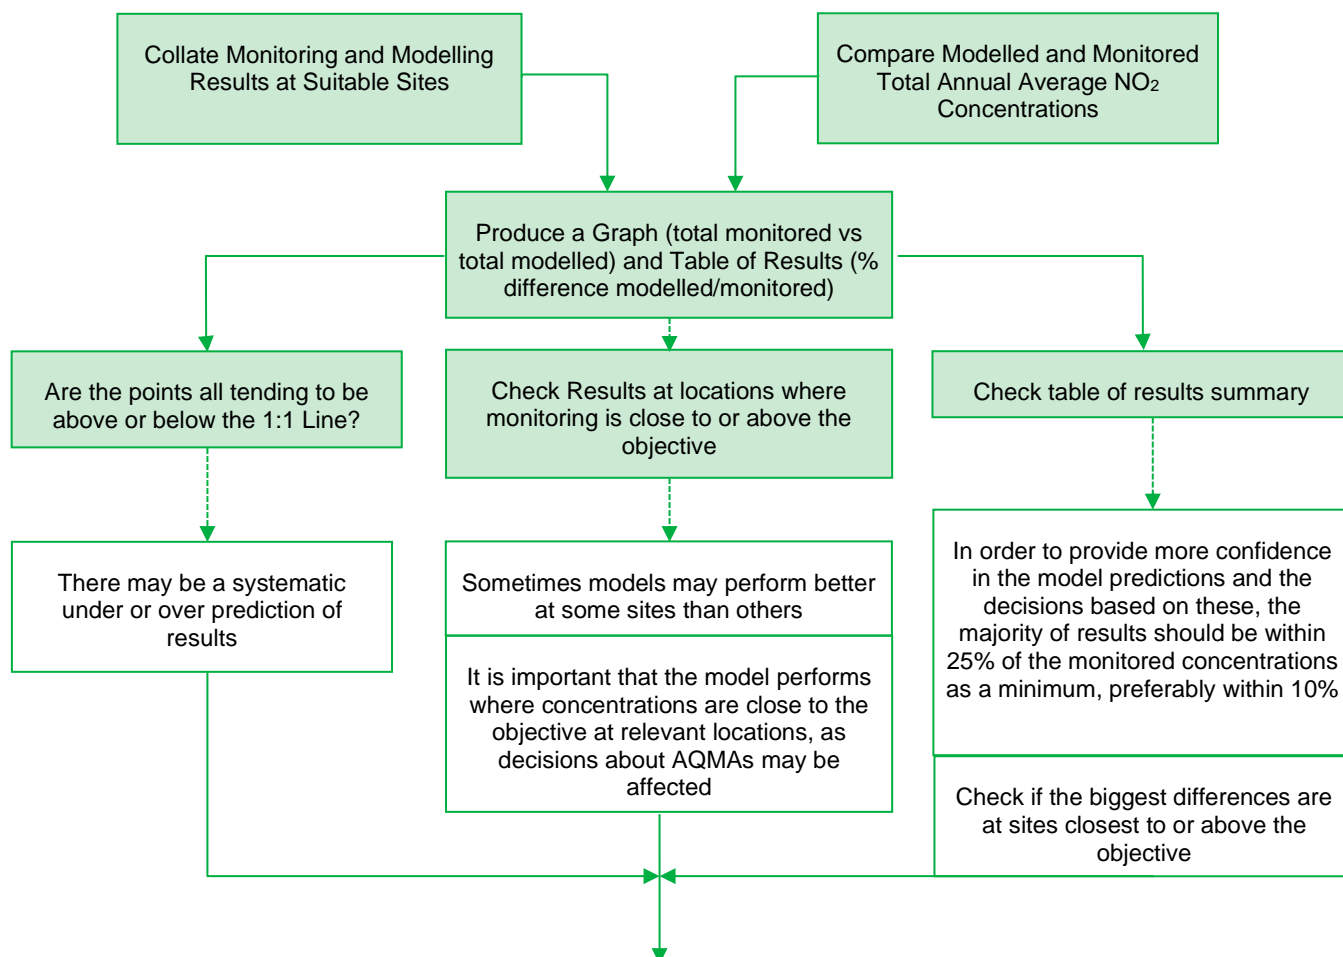 Collate Monitoring and Modelling
Results at Suitable Sites
Compare Modelled and Monitored
Total Annual Average NO₂
Concentrations
Produce a Graph (total monitored vs
total modelled) and Table of Results (%
difference modelled/monitored)
Are the points all tending to be
above or below the 1:1 Line?
Check Results at locations where
monitoring is close to or above the
objective
Check table of results summary
There may be a systematic
under or over prediction of
results
Sometimes models may perform better
at some sites than others
It is important that the model performs
where concentrations are close to the
objective at relevant locations, as
decisions about AQMAs may be
affected
In order to provide more confidence
in the model predictions and the
decisions based on these, the
majority of results should be within
25% of the monitored concentrations
as a minimum, preferably within 10%
Check if the biggest differences are
at sites closest to or above the
objective